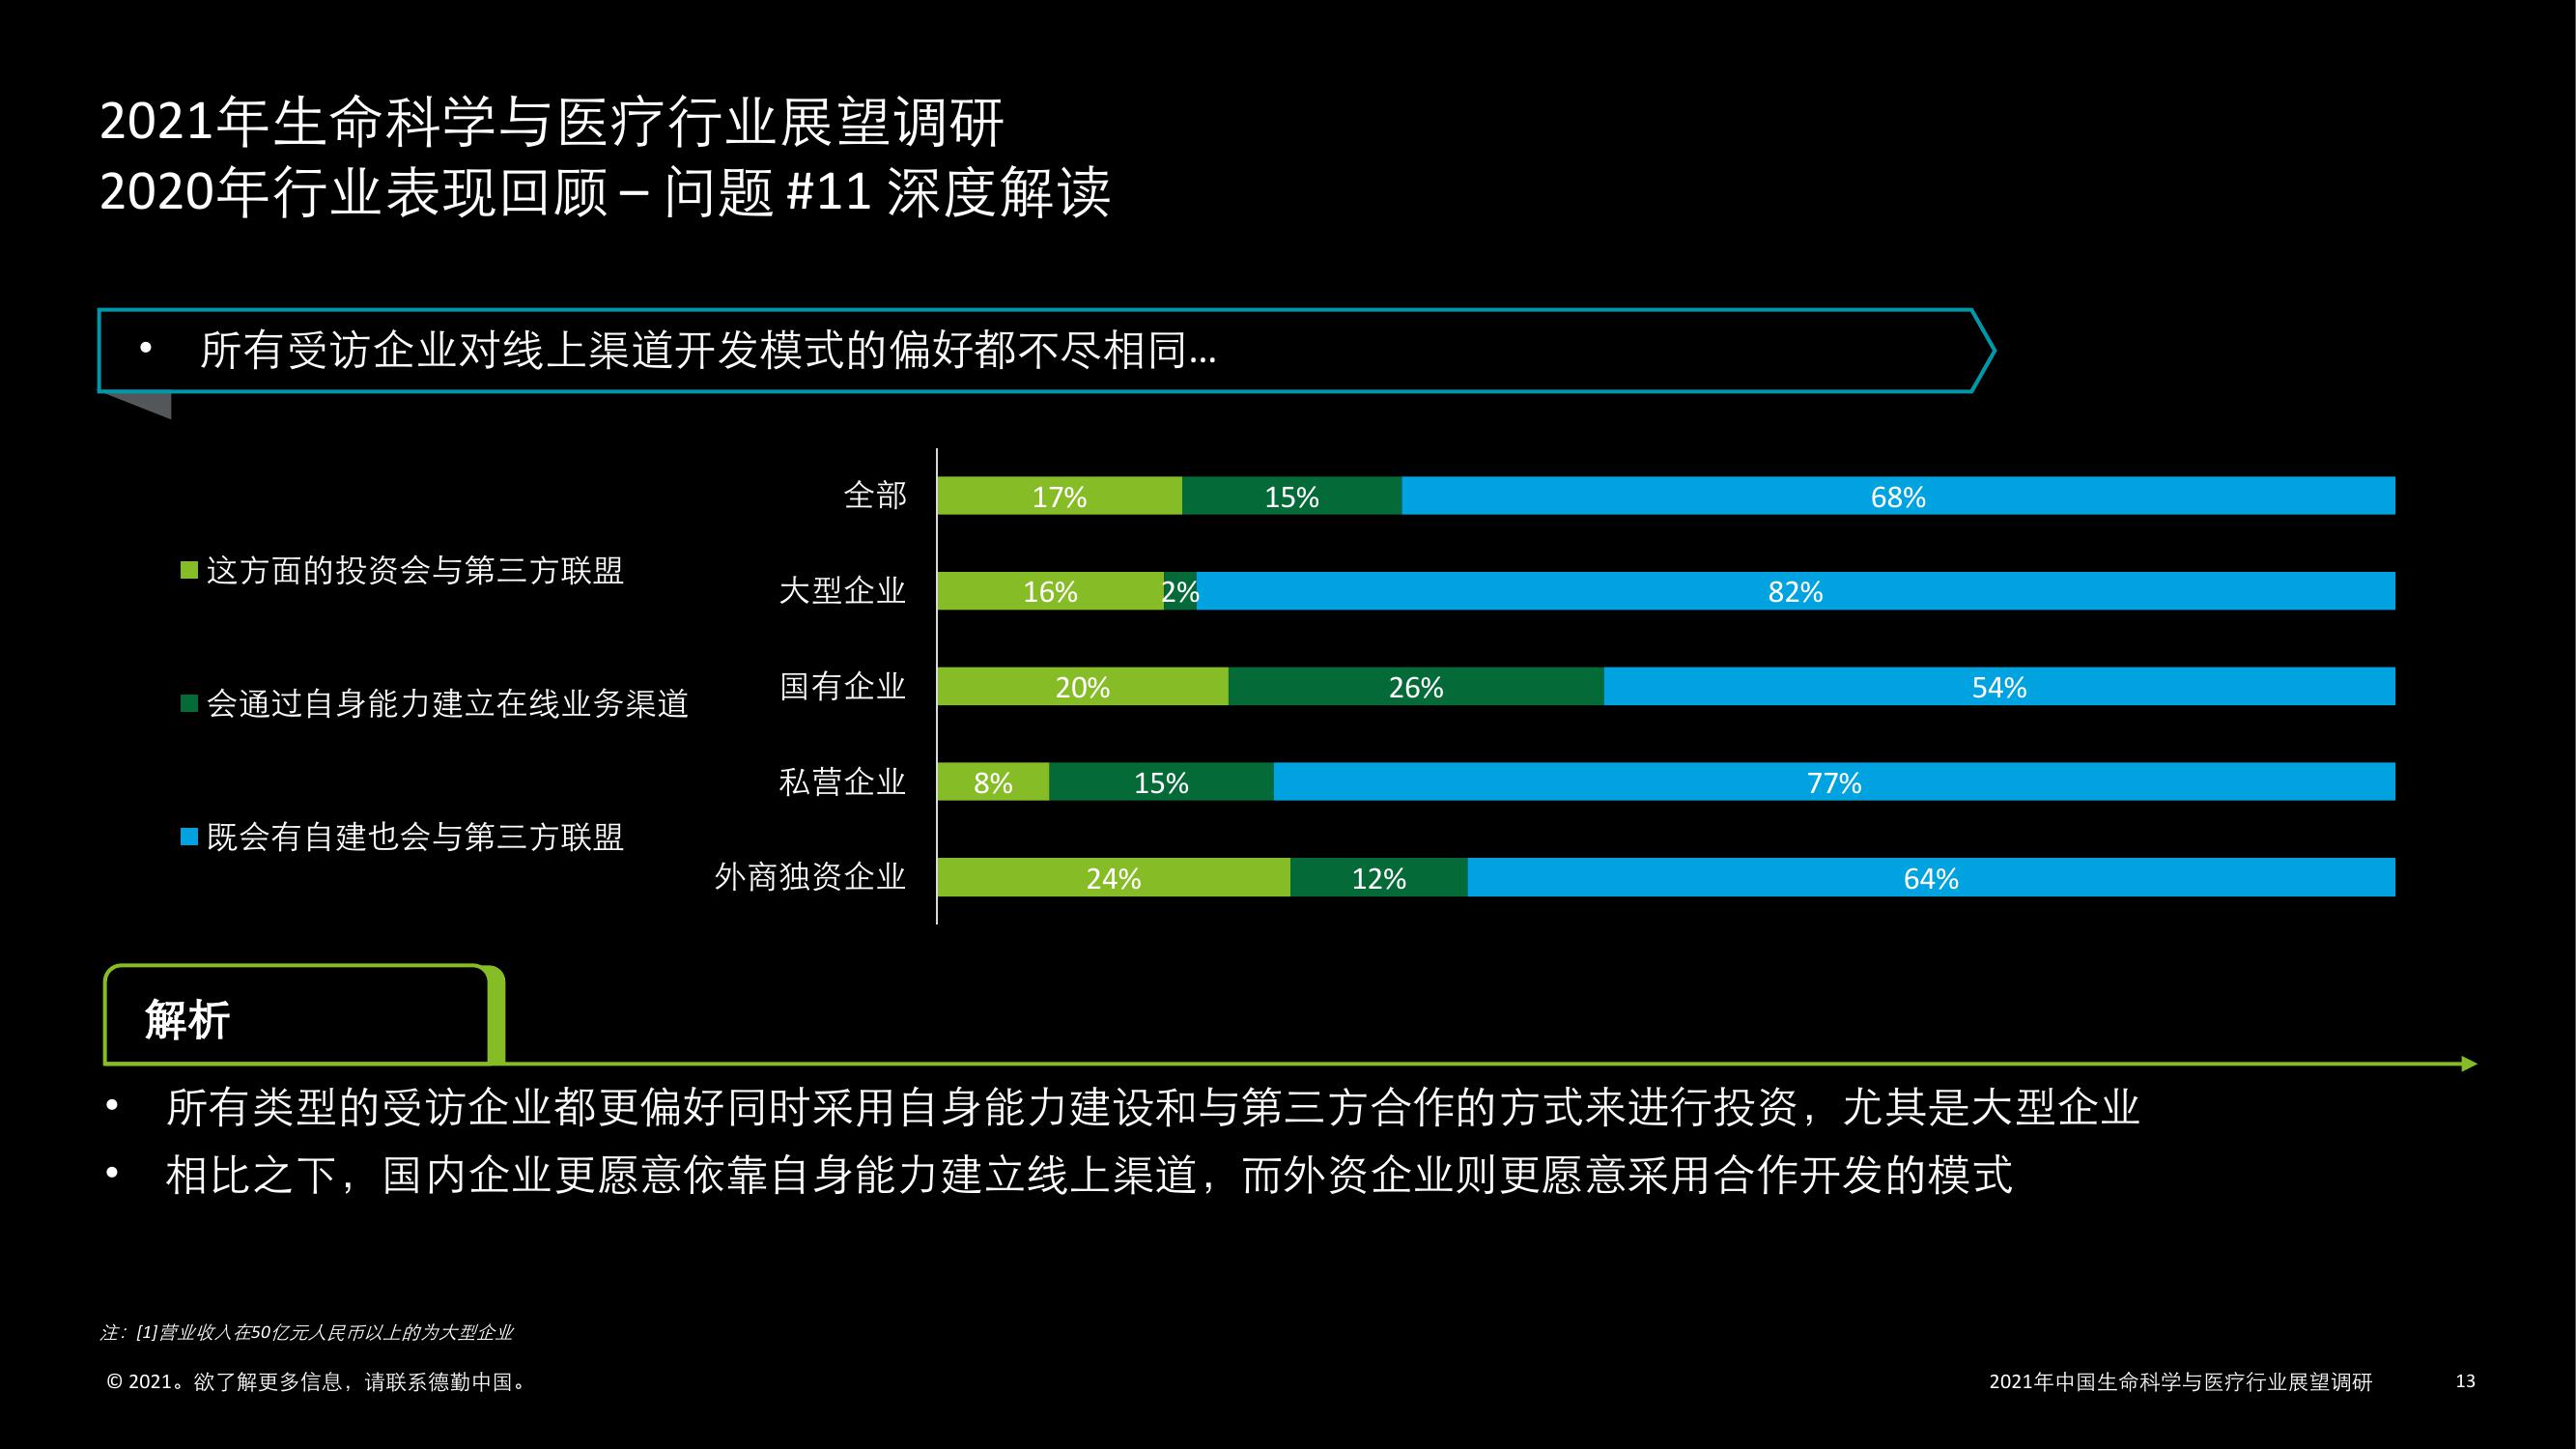 2021年生命科学与医疗行业展望调研
2020年行业表现回顾 – 问题 #11 深度解读
• 所有受访企业对线上渠道开发模式的偏好都不尽相同...
这方面的投资会与第三方联盟
会通过自身能力建立在线业务渠道
既会有自建也会与第三方联盟
全部 17% 15% 68%
大型企业 16% 2% 82%
国有企业 20% 26% 54%
私营企业 8% 15% 77%
外商独资企业 24% 12% 64%
解析
• 所有类型的受访企业都更偏好同时采用自身能力建设和与第三方合作的方式来进行投资，尤其是大型企业
• 相比之下，国内企业更愿意依靠自身能力建立线上渠道，而外资企业则更愿意采用合作开发的模式
注：[1]营业收入在50亿元人民币以上的为大型企业
© 2021。欲了解更多信息，请联系德勤中国。
2021年中国生命科学与医疗行业展望调研 13